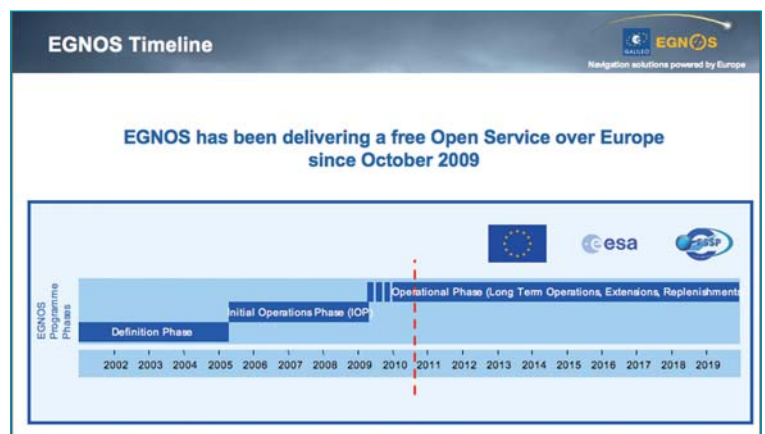 EGNOS Timeline
GALILEO
EGNOS
Navigation solutions powered by Europe
EGNOS has been delivering a free Open Service over Europe
since October 2009
esa
ESSP
EGNOS
Programme
Phases
Operational Phase (Long Term Operations, Extensions, Replenishments
Initial Operations Phase (IOP)
Definition Phase
2002 2003 2004 2005 2006 2007 2008 2009 2010 2011 2012 2013 2014 2015 2016 2017 2018 2019